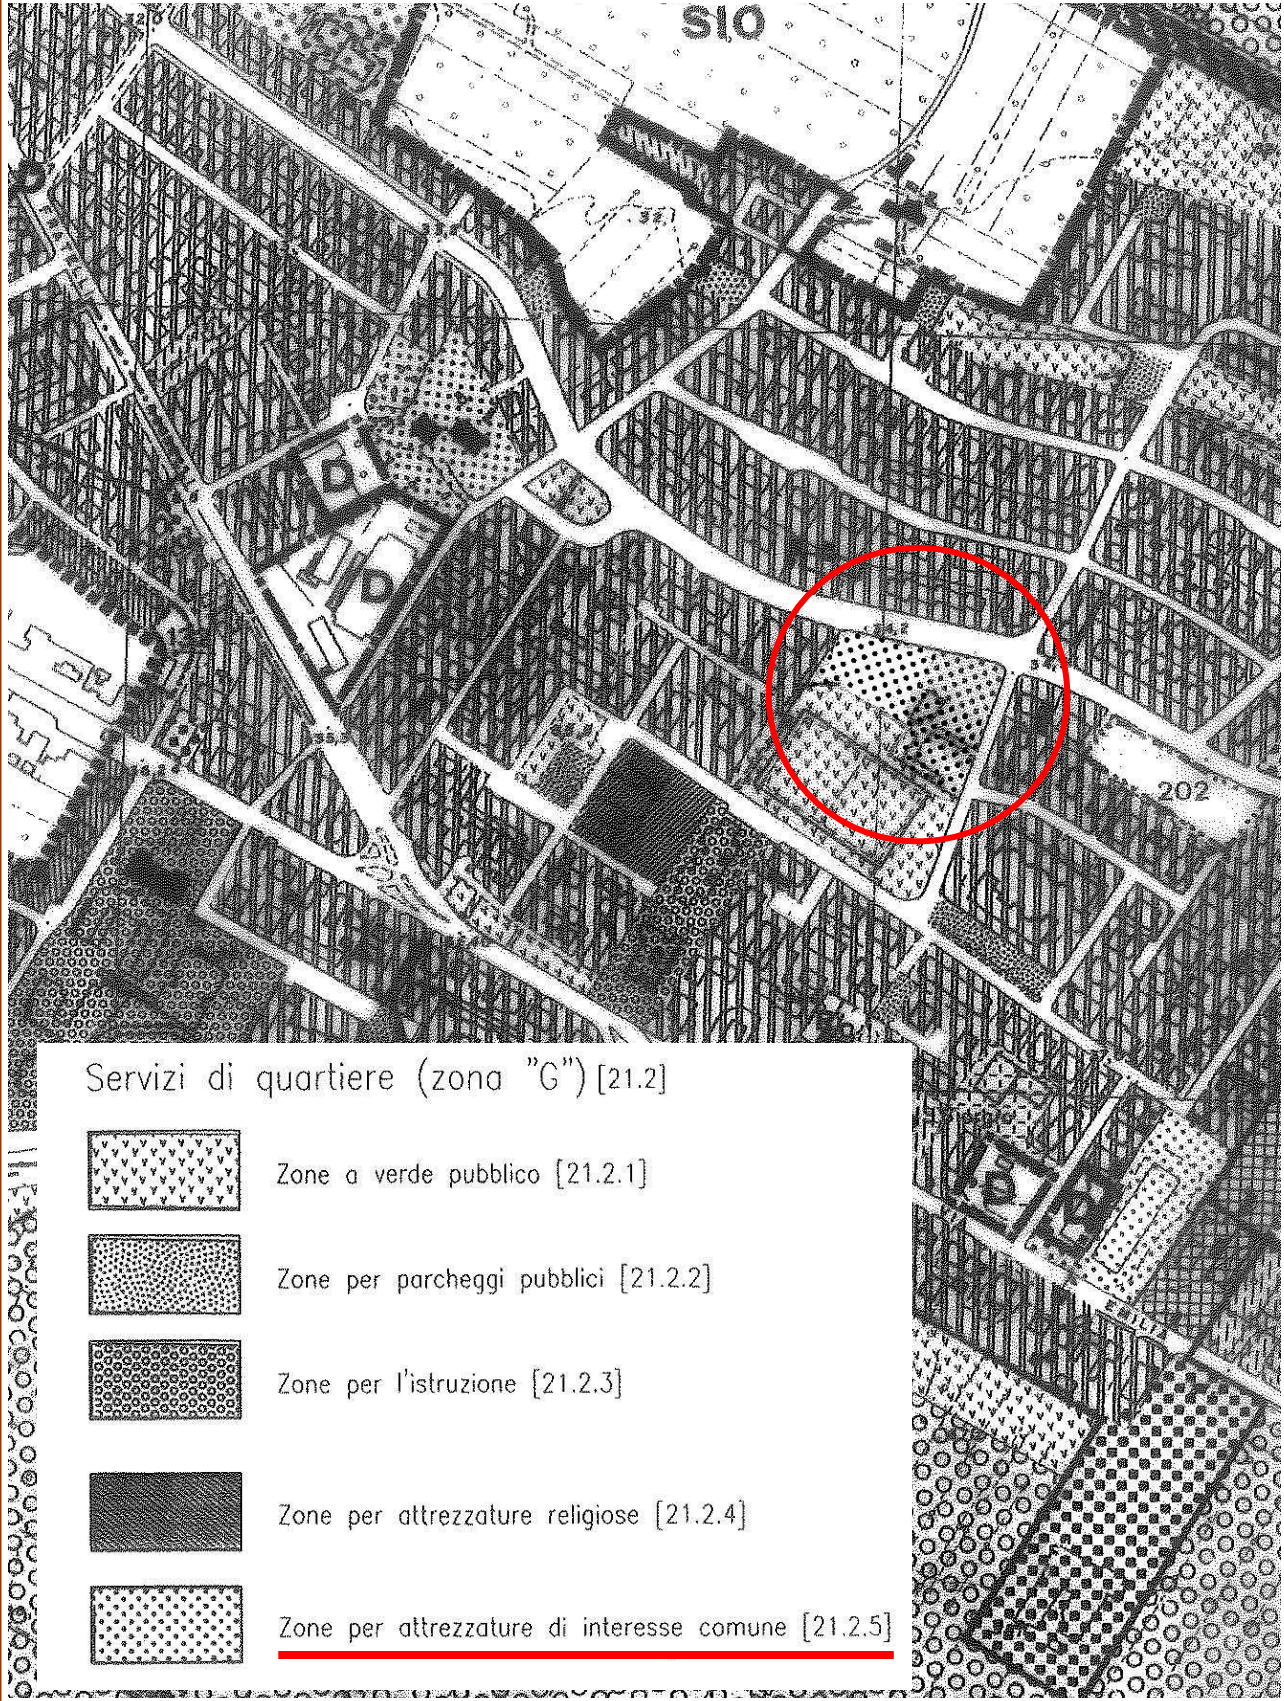 SIO
D
D
202
D
D
Servizi di quartiere (zona "G") [21.2]
Zone a verde pubblico [21.2.1]
Zone per parcheggi pubblici [21.2.2]
Zone per l'istruzione [21.2.3]
Zone per attrezzature religiose [21.2.4]
Zone per attrezzature di interesse comune [21.2.5]